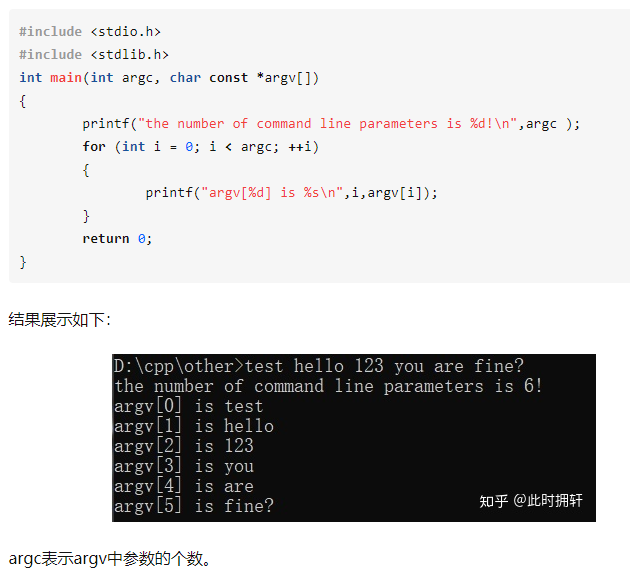 #include <stdio.h>
#include <stdlib.h>
int main(int argc, char const *argv[])
{
        printf("the number of command line parameters is %d!\n",argc );
        for (int i = 0; i < argc; ++i)
        {
                printf("argv[%d] is %s\n",i,argv[i]);
        }
        return 0;
}
结果展示如下：
D:\cpp\other>test hello 123 you are fine?
the number of command line parameters is 6!
argv[0] is test
argv[1] is hello
argv[2] is 123
argv[3] is you
argv[4] is are
argv[5] is fine?
知乎 @此时拥轩
argc表示argv中参数的个数。